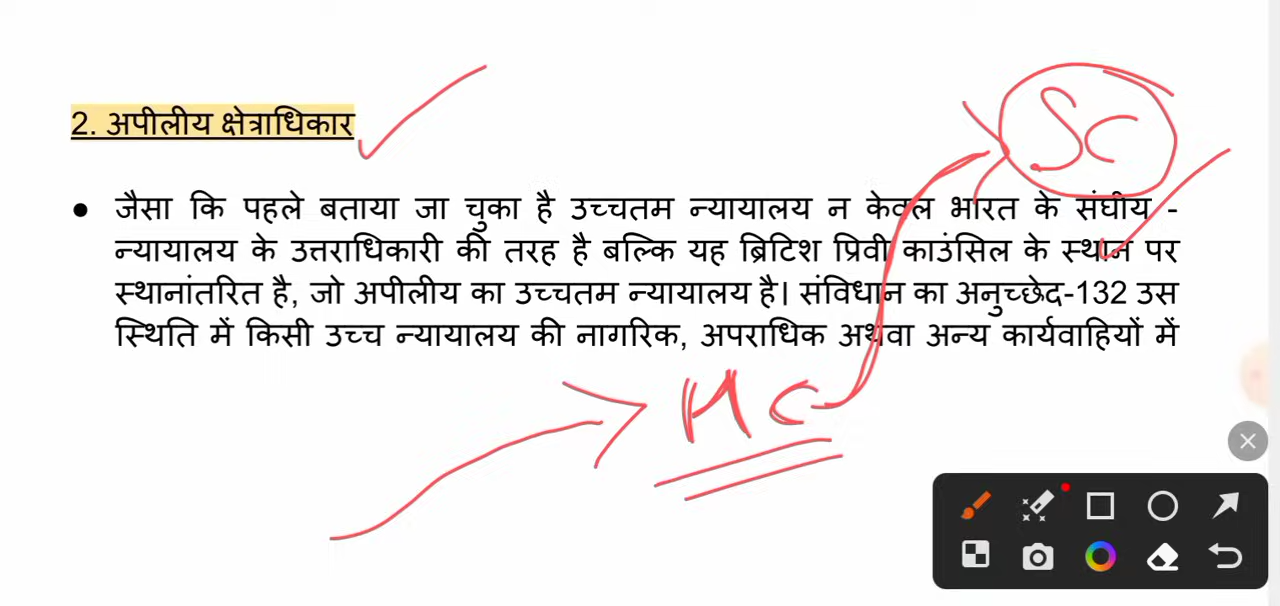 2. अपीलीय क्षेत्राधिकार
SC
● जैसा कि पहले बताया जा चुका है उच्चतम न्यायालय न केवल भारत के संघीय -
न्यायालय के उत्तराधिकारी की तरह है बल्कि यह ब्रिटिश प्रिवी काउंसिल के स्थान पर
स्थानांतरित है, जो अपीलीय का उच्चतम न्यायालय है। संविधान का अनुच्छेद-132 उस
स्थिति में किसी उच्च न्यायालय की नागरिक, अपराधिक अथवा अन्य कार्यवाहियों में
HC